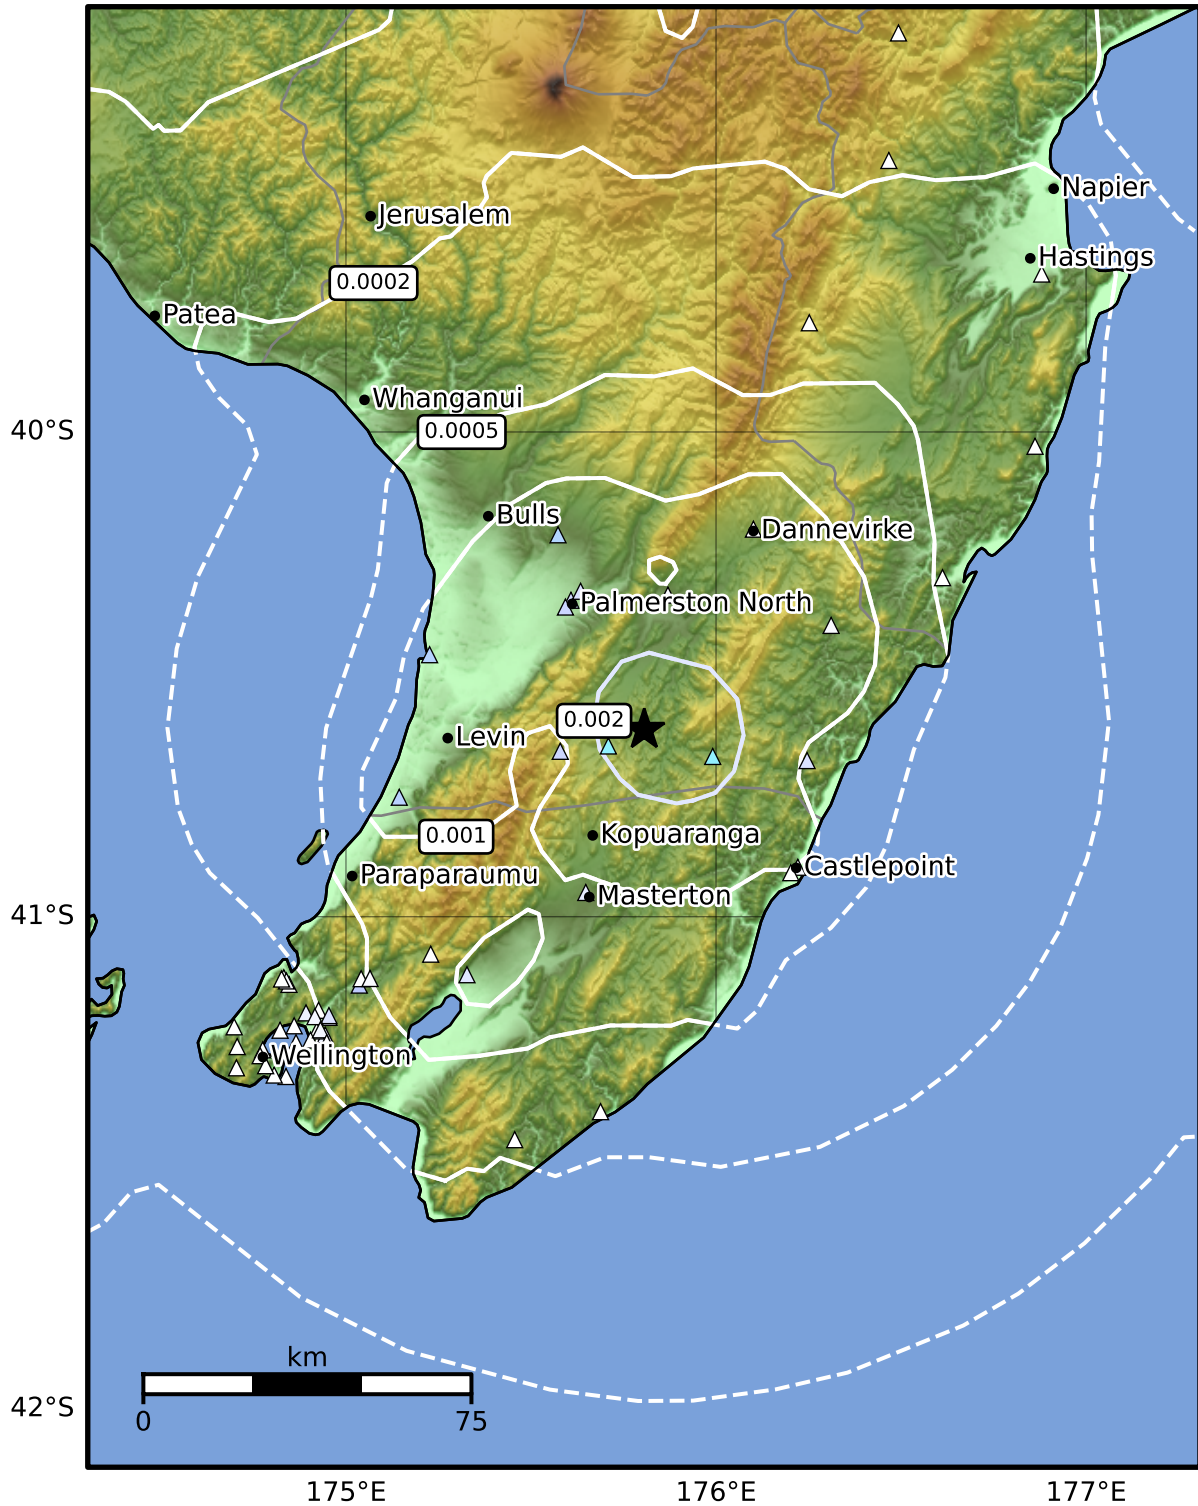 Napier
Jerusalem
Hastings
0.0002
Patea
Whanganui
40°S
0.0005
Bulls
Dannevirke
Palmerston North
0.002
Levin
0.001
Kopuaranga
Castlepoint
Paraparaumu
Masterton
41°S
Wellington
km
0
75
42°S
175°E
176°E
177°E